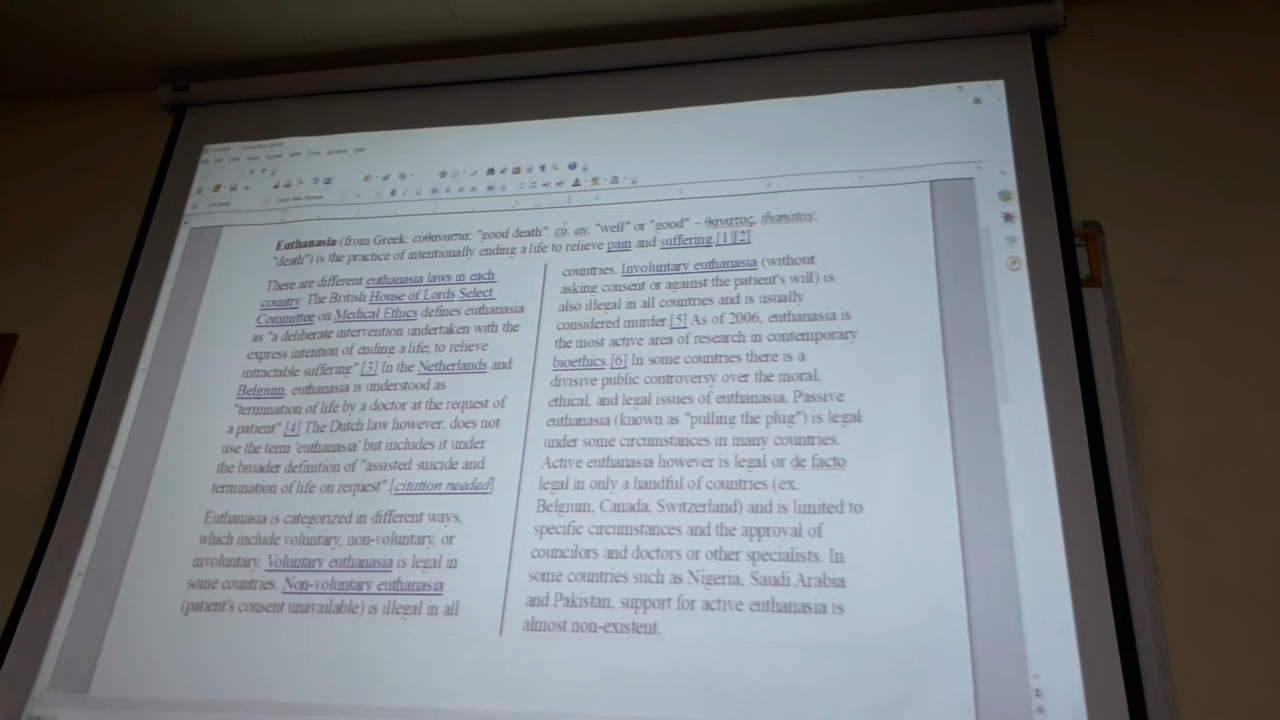 Euthanasia (from Greek: εὐθανασία; "good death": εὖ, eu; "well" or "good" – θάνατος, thanatos;
"death") is the practice of intentionally ending a life to relieve pain and suffering.[1][2]
There are different euthanasia laws in each
country. The British House of Lords Select
Committee on Medical Ethics defines euthanasia
as "a deliberate intervention undertaken with the
express intention of ending a life, to relieve
intractable suffering".[3] In the Netherlands and
Belgium, euthanasia is understood as
"termination of life by a doctor at the request of
a patient".[4] The Dutch law however, does not
use the term 'euthanasia' but includes it under
the broader definition of "assisted suicide and
termination of life on request".[citation needed]
Euthanasia is categorized in different ways,
which include voluntary, non-voluntary, or
involuntary. Voluntary euthanasia is legal in
some countries. Non-voluntary euthanasia
(patient's consent unavailable) is illegal in all
countries. Involuntary euthanasia (without
asking consent or against the patient's will) is
also illegal in all countries and is usually
considered murder.[5] As of 2006, euthanasia is
the most active area of research in contemporary
bioethics.[6] In some countries there is a
divisive public controversy over the moral,
ethical, and legal issues of euthanasia. Passive
euthanasia (known as "pulling the plug") is legal
under some circumstances in many countries.
Active euthanasia however is legal or de facto
legal in only a handful of countries (ex.
Belgium, Canada, Switzerland) and is limited to
specific circumstances and the approval of
councilors and doctors or other specialists. In
some countries such as Nigeria, Saudi Arabia
and Pakistan, support for active euthanasia is
almost non-existent.